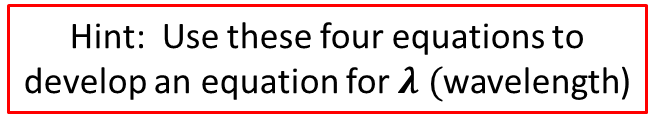 Hint:  Use these four equations to
develop an equation for 𝝀 (wavelength)